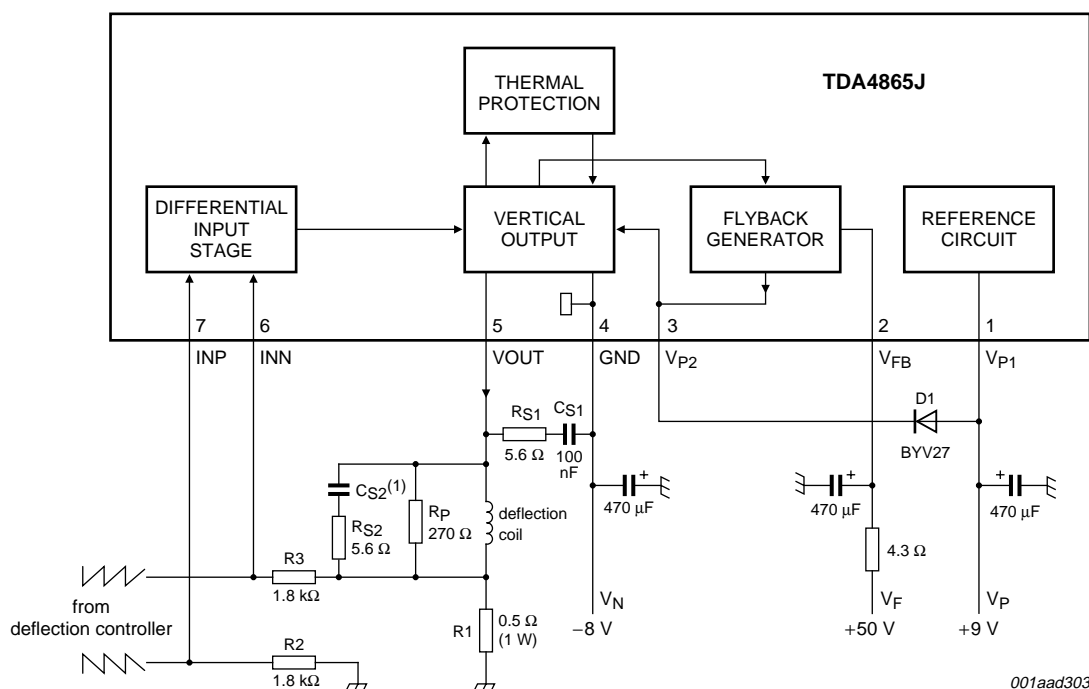 TDA4865J
THERMAL
PROTECTION
DIFFERENTIAL
INPUT
STAGE
VERTICAL
OUTPUT
FLYBACK
GENERATOR
REFERENCE
CIRCUIT
7
6
5
4
3
2
1
INP
INN
VOUT
GND
VP2
VFB
VP1
D1
BYV27
RS1
5.6 Ω
CS1
100
nF
CS2(1)
RS2
5.6 Ω
RP
270 Ω
deflection
coil
470 μF
470 μF
470 μF
4.3 Ω
R3
1.8 kΩ
from
deflection controller
R2
1.8 kΩ
R1
0.5 Ω
(1 W)
VN
−8 V
VF
+50 V
VP
+9 V
+
+
+
001aad303